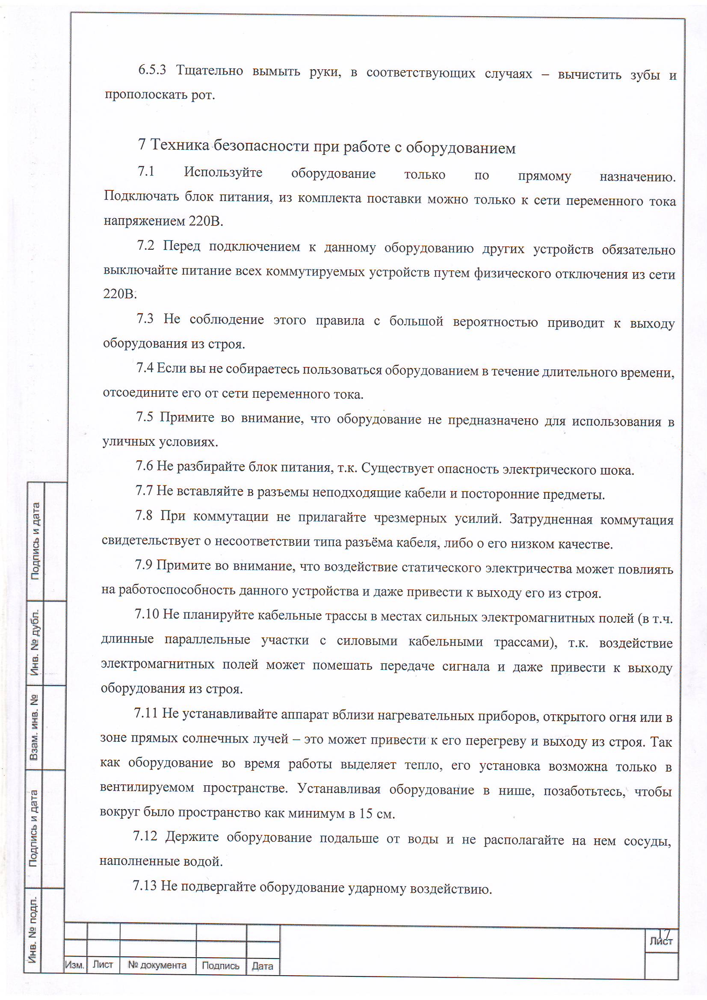 6.5.3 Тщательно вымыть руки, в соответствующих случаях – вычистить зубы и
прополоскать рот.
7 Техника безопасности при работе с оборудованием
7.1 Используйте оборудование только по прямому назначению.
Подключать блок питания, из комплекта поставки можно только к сети переменного тока
напряжением 220В.
7.2 Перед подключением к данному оборудованию других устройств обязательно
выключайте питание всех коммутируемых устройств путем физического отключения из сети
220В.
7.3 Не соблюдение этого правила с большой вероятностью приводит к выходу
оборудования из строя.
7.4 Если вы не собираетесь пользоваться оборудованием в течение длительного времени,
отсоедините его от сети переменного тока.
7.5 Примите во внимание, что оборудование не предназначено для использования в
уличных условиях.
7.6 Не разбирайте блок питания, т.к. Существует опасность электрического шока.
7.7 Не вставляйте в разъемы неподходящие кабели и посторонние предметы.
7.8 При коммутации не прилагайте чрезмерных усилий. Затрудненная коммутация
свидетельствует о несоответствии типа разъёма кабеля, либо о его низком качестве.
7.9 Примите во внимание, что воздействие статического электричества может повлиять
на работоспособность данного устройства и даже привести к выходу его из строя.
7.10 Не планируйте кабельные трассы в местах сильных электромагнитных полей (в т.ч.
длинные параллельные участки с силовыми кабельными трассами), т.к. воздействие
электромагнитных полей может помешать передаче сигнала и даже привести к выходу
оборудования из строя.
7.11 Не устанавливайте аппарат вблизи нагревательных приборов, открытого огня или в
зоне прямых солнечных лучей – это может привести к его перегреву и выходу из строя. Так
как оборудование во время работы выделяет тепло, его установка возможна только в
вентилируемом пространстве. Устанавливая оборудование в нише, позаботьтесь, чтобы
вокруг было пространство как минимум в 15 см.
7.12 Держите оборудование подальше от воды и не располагайте на нем сосуды,
наполненные водой.
7.13 Не подвергайте оборудование ударному воздействию.
Подпись и дата
Инв. № дубл.
Взам. инв. №
Подпись и дата
Инв. № подп.
Изм. Лист № документа Подпись Дата
17
Лист